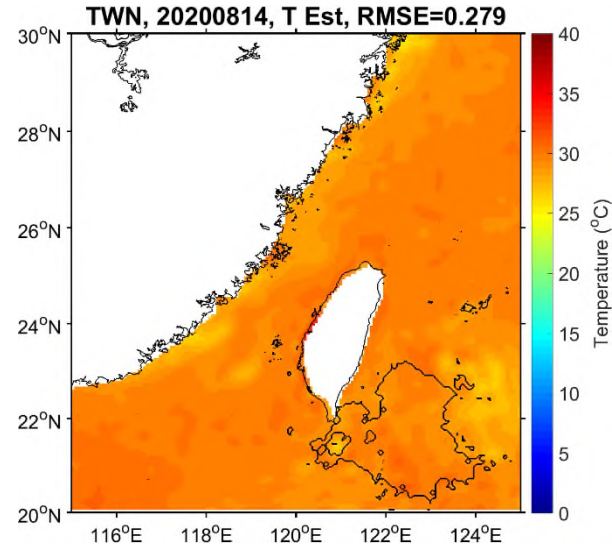 TWN, 20200814, T Est, RMSE=0.279
30°N
28°N
26°N
24°N
22°N
20°N
116°E 118°E 120°E 122°E 124°E
40
35
30
25
20
15
10
5
0
Temperature (°C)